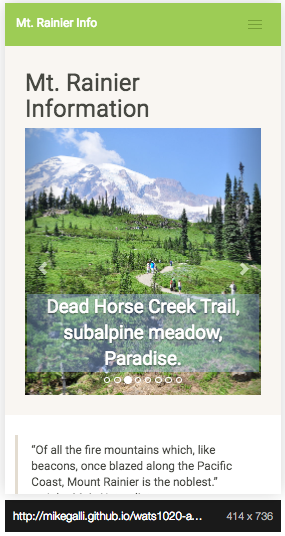 Mt. Rainier Info
Mt. Rainier
Information
Dead Horse Creek Trail,
subalpine meadow,
Paradise.
“Of all the fire mountains which, like
beacons, once blazed along the Pacific
Coast, Mount Rainier is the noblest.”
http://mikegalli.github.io/wats1020-a... 414 x 736